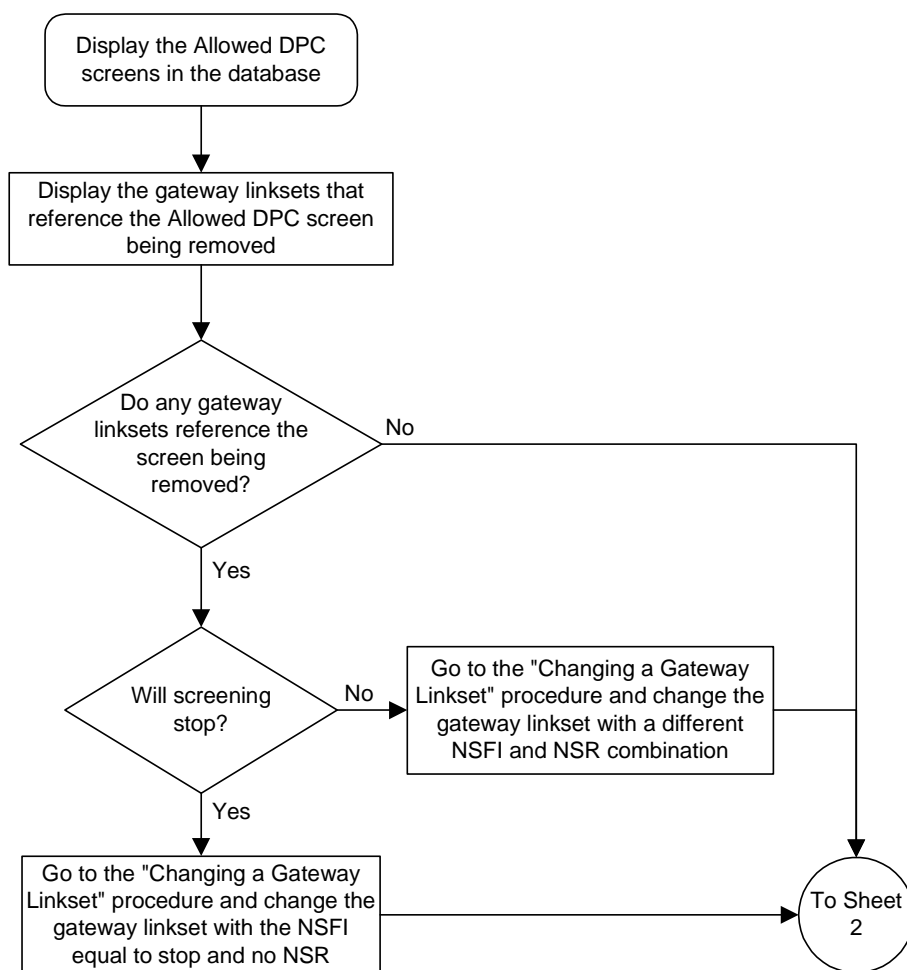 Display the Allowed DPC
screens in the database
Display the gateway linksets that
reference the Allowed DPC screen
being removed
Do any gateway
linksets reference the
screen being
removed?
No
Yes
Will screening
stop?
No
Go to the "Changing a Gateway
Linkset" procedure and change the
gateway linkset with a different
NSFI and NSR combination
Yes
Go to the "Changing a Gateway
Linkset" procedure and change the
gateway linkset with the NSFI
equal to stop and no NSR
To Sheet
2